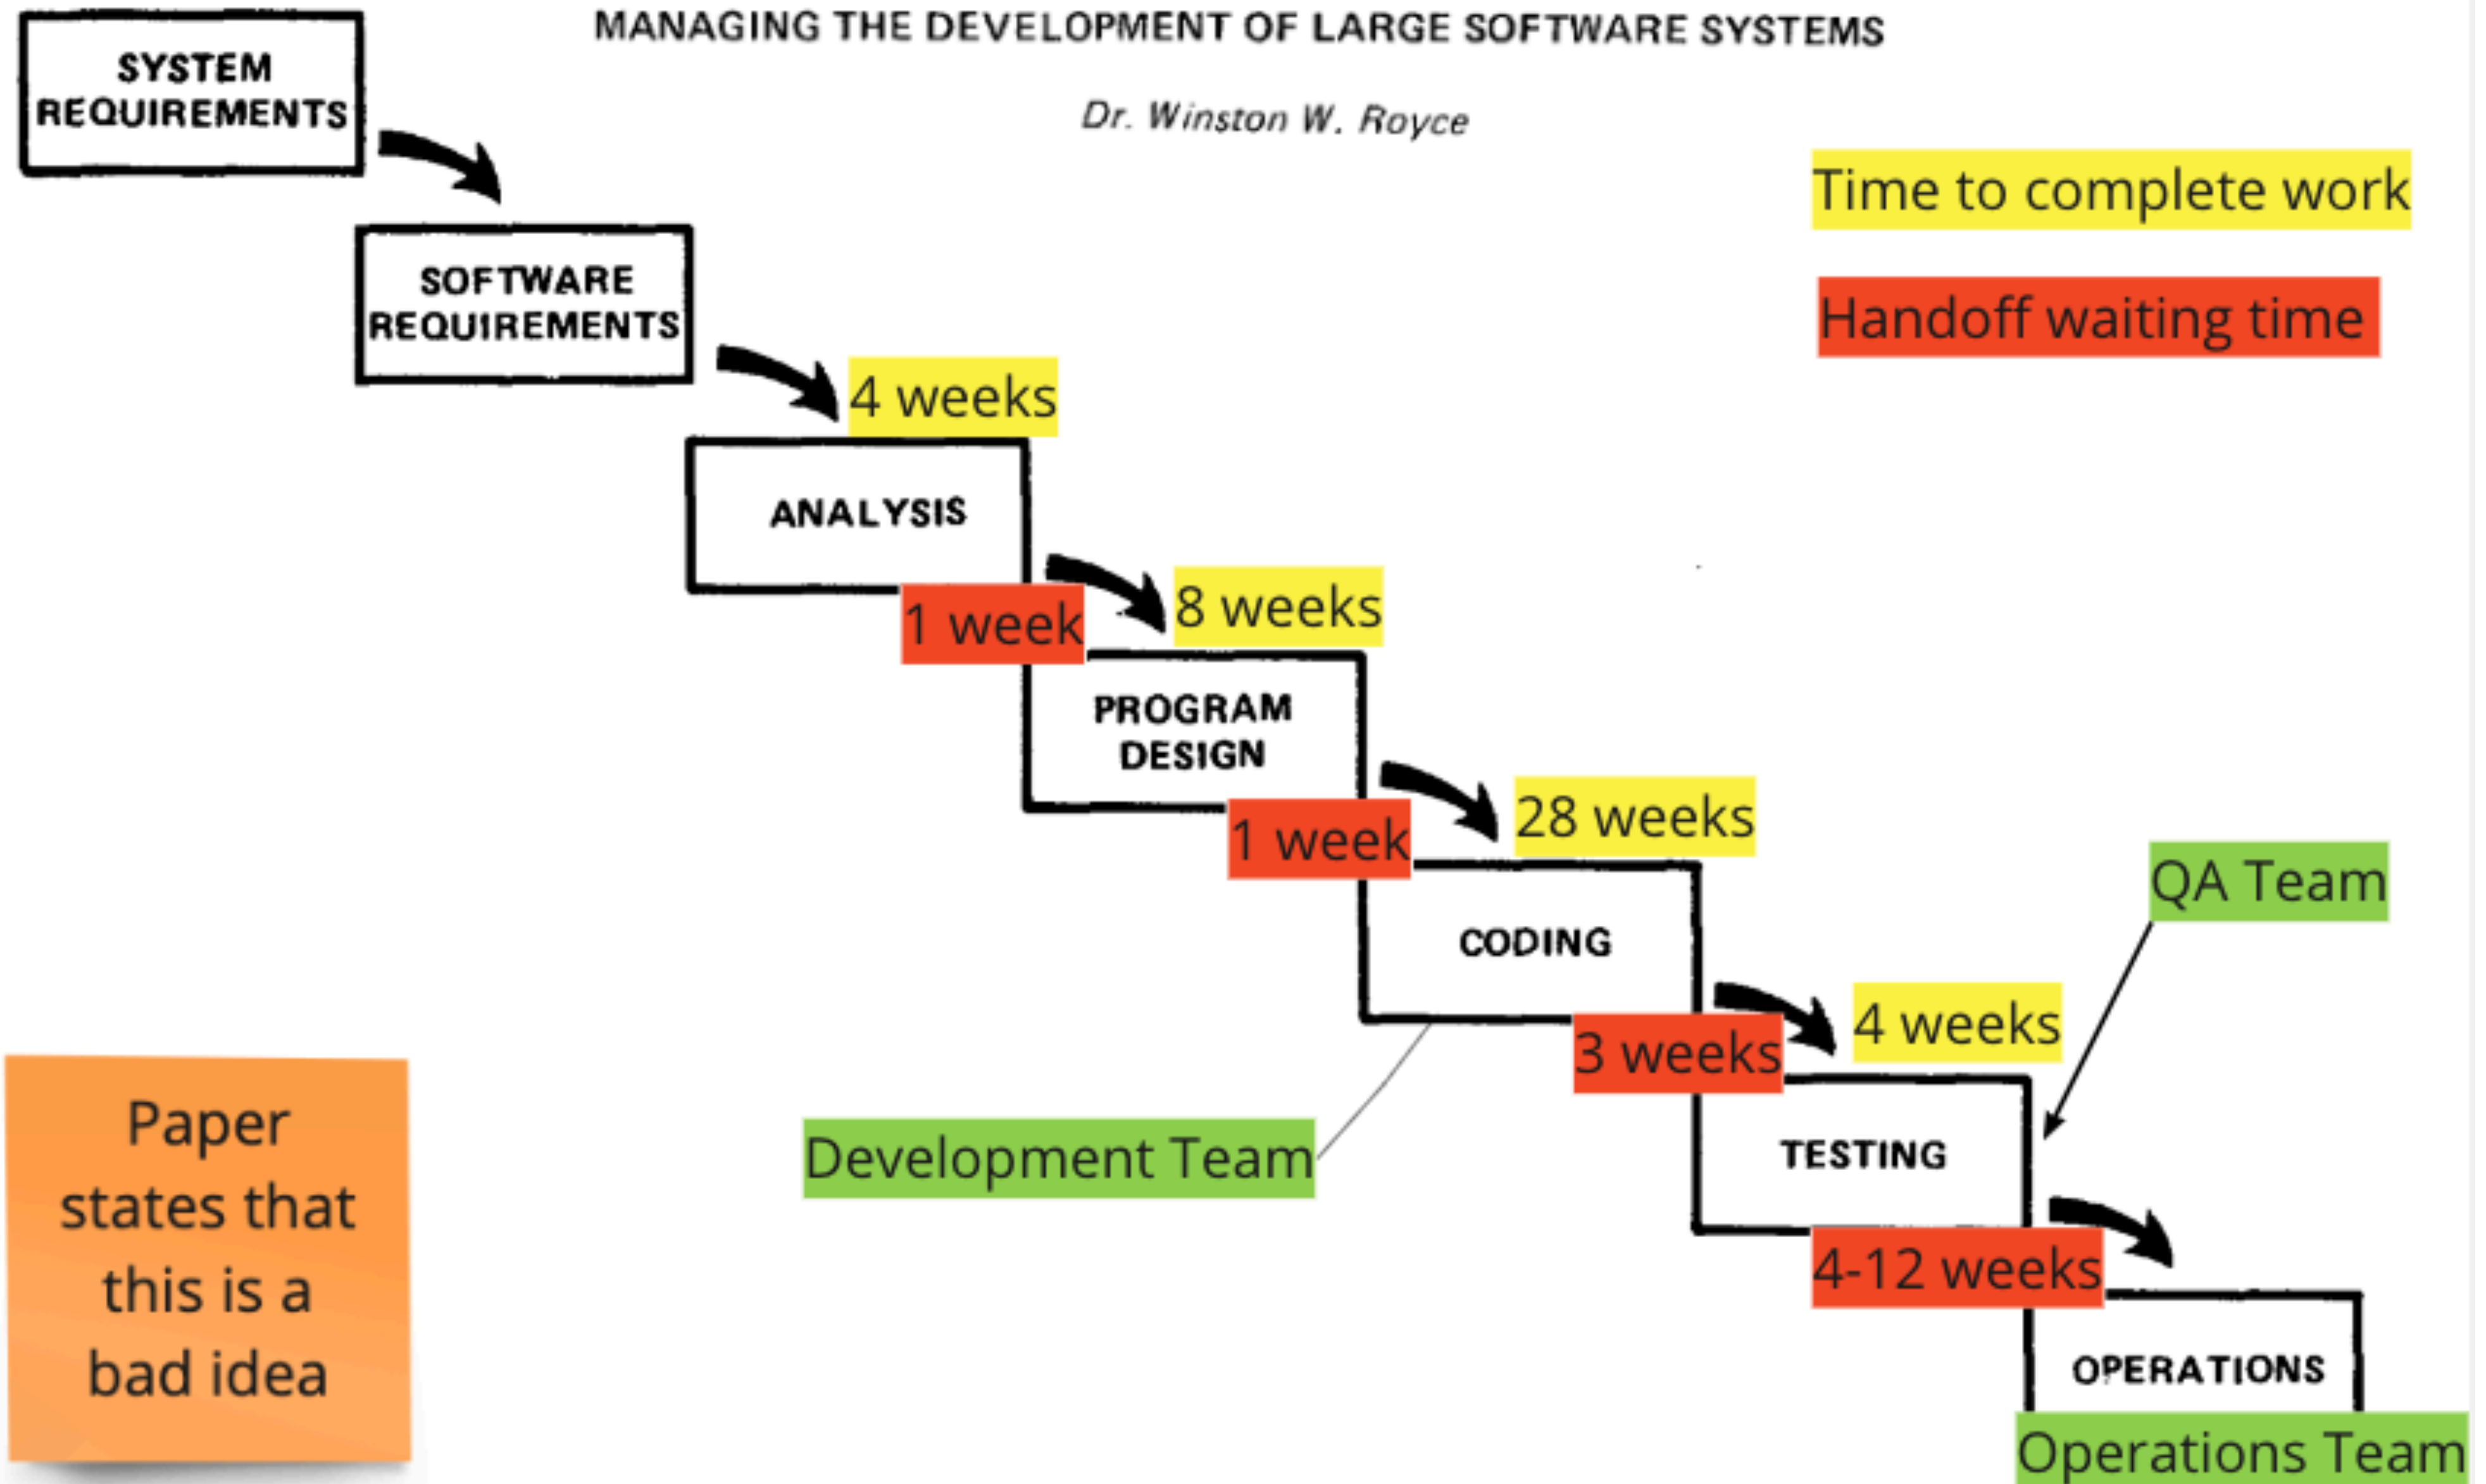 MANAGING THE DEVELOPMENT OF LARGE SOFTWARE SYSTEMS
Dr. Winston W. Royce
SYSTEM
REQUIREMENTS
Time to complete work
Handoff waiting time
SOFTWARE
REQUIREMENTS
4 weeks
ANALYSIS
1 week
8 weeks
PROGRAM
DESIGN
1 week
28 weeks
CODING
QA Team
3 weeks
4 weeks
Development Team
TESTING
4-12 weeks
OPERATIONS
Operations Team
Paper
states that
this is a
bad idea